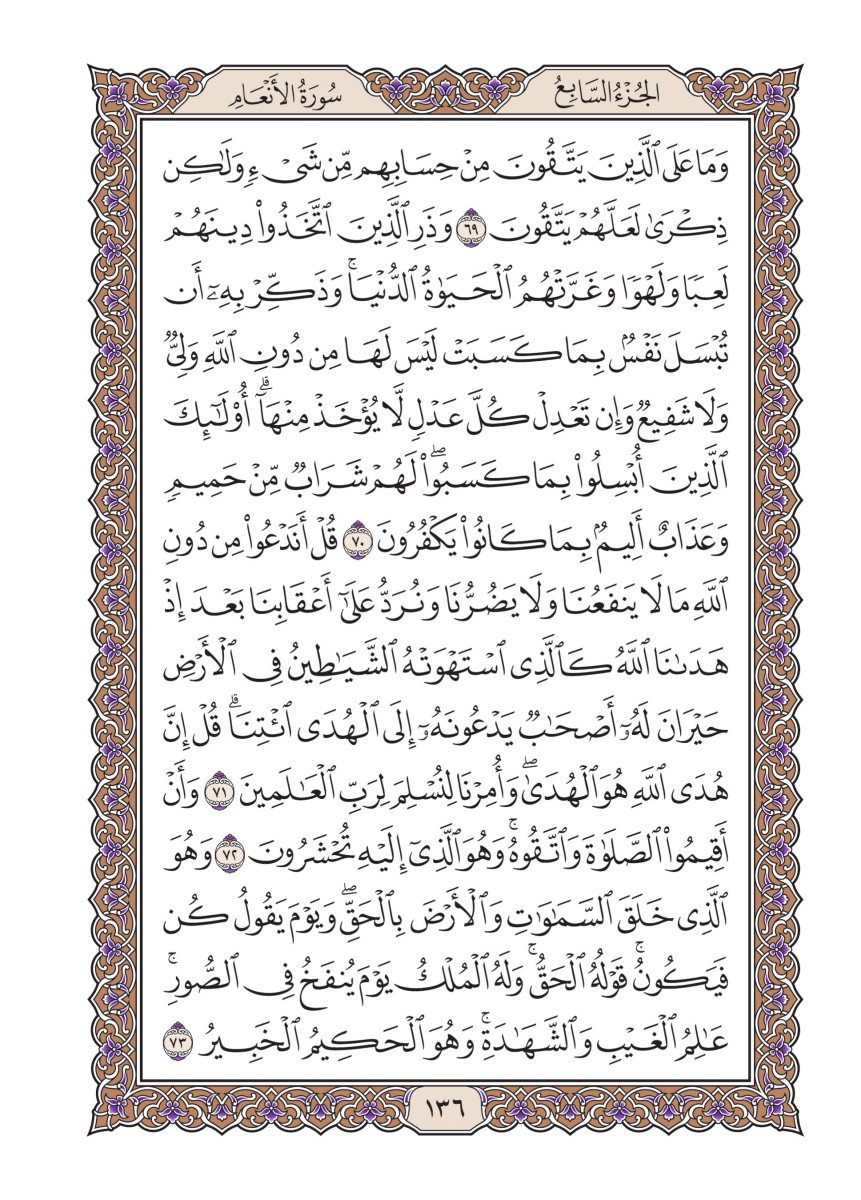 الجُزْءُ السَّابِعُ
سُورَةُ الأَنْعَامِ
وَمَا عَلَى ٱلَّذِينَ يَتَّقُونَ مِنْ حِسَابِهِم مِّن شَىْءٍ وَلَٰكِن
ذِكْرَىٰ لَعَلَّهُمْ يَتَّقُونَ ٦٩ وَذَرِ ٱلَّذِينَ ٱتَّخَذُوا۟ دِينَهُمْ
لَعِبًا وَلَهْوًا وَغَرَّتْهُمُ ٱلْحَيَوٰةُ ٱلدُّنْيَا ۚ وَذَكِّرْ بِهِۦٓ أَن
تُبْسَلَ نَفْسٌۢ بِمَا كَسَبَتْ لَيْسَ لَهَا مِن دُونِ ٱللَّهِ وَلِىٌّ
وَلَا شَفِيعٌ وَإِن تَعْدِلْ كُلَّ عَدْلٍ لَّا يُؤْخَذْ مِنْهَآ ۗ أُو۟لَٰٓئِكَ
ٱلَّذِينَ أُبْسِلُوا۟ بِمَا كَسَبُوا۟ ۖ لَهُمْ شَرَابٌ مِّنْ حَمِيمٍ
وَعَذَابٌ أَلِيمٌۢ بِمَا كَانُوا۟ يَكْفُرُونَ ٧٠ قُلْ أَنَدْعُوا۟ مِن دُونِ
ٱللَّهِ مَا لَا يَنفَعُنَا وَلَا يَضُرُّنَا وَنُرَدُّ عَلَىٰٓ أَعْقَابِنَا بَعْدَ إِذْ
هَدَىٰنَا ٱللَّهُ كَٱلَّذِى ٱسْتَهْوَتْهُ ٱلشَّيَٰطِينُ فِى ٱلْأَرْضِ
حَيْرَانَ لَهُۥٓ أَصْحَٰبٌ يَدْعُونَهُۥٓ إِلَى ٱلْهُدَى ٱئْتِنَا ۗ قُلْ إِنَّ
هُدَى ٱللَّهِ هُوَ ٱلْهُدَىٰ ۖ وَأُمِرْنَا لِنُسْلِمَ لِرَبِّ ٱلْعَٰلَمِينَ ٧١ وَأَنْ
أَقِيمُوا۟ ٱلصَّلَوٰةَ وَٱتَّقُوهُ ۚ وَهُوَ ٱلَّذِىٓ إِلَيْهِ تُحْشَرُونَ ٧٢ وَهُوَ
ٱلَّذِى خَلَقَ ٱلسَّمَٰوَٰتِ وَٱلْأَرْضَ بِٱلْحَقِّ ۖ وَيَوْمَ يَقُولُ كُن
فَيَكُونُ ۚ قَوْلُهُ ٱلْحَقُّ ۚ وَلَهُ ٱلْمُلْكُ يَوْمَ يُنفَخُ فِى ٱلصُّورِ ۚ
عَٰلِمُ ٱلْغَيْبِ وَٱلشَّهَٰدَةِ ۚ وَهُوَ ٱلْحَكِيمُ ٱلْخَبِيرُ ٧٣
١٣٦